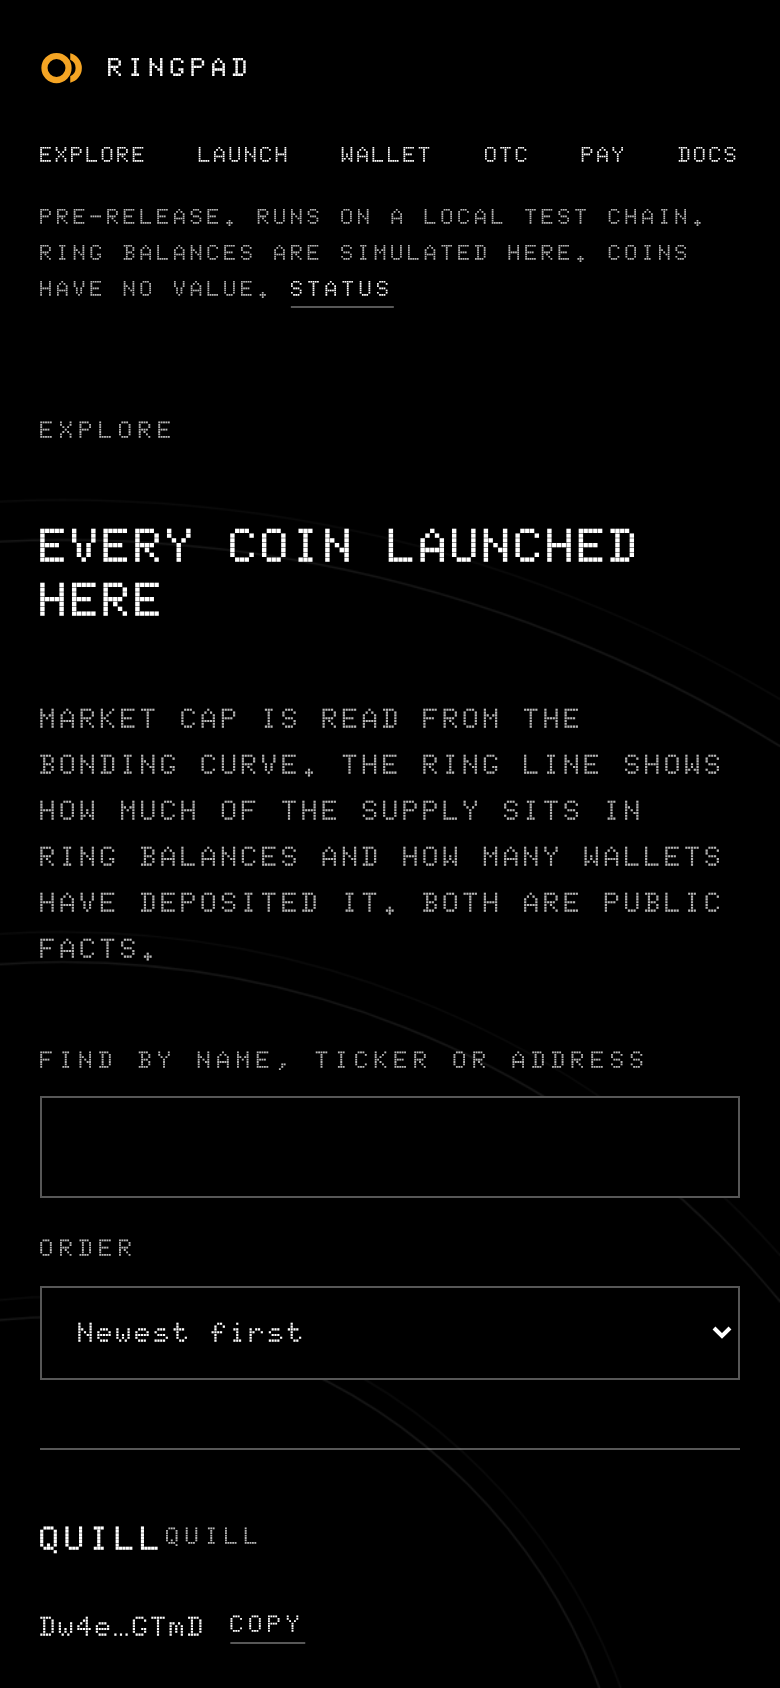 RINGPAD
EXPLORE LAUNCH WALLET OTC PAY DOCS
PRE-RELEASE. RUNS ON A LOCAL TEST CHAIN.
RING BALANCES ARE SIMULATED HERE. COINS
HAVE NO VALUE. STATUS
EXPLORE
EVERY COIN LAUNCHED
HERE
MARKET CAP IS READ FROM THE
BONDING CURVE. THE RING LINE SHOWS
HOW MUCH OF THE SUPPLY SITS IN
RING BALANCES AND HOW MANY WALLETS
HAVE DEPOSITED IT. BOTH ARE PUBLIC
FACTS.
FIND BY NAME, TICKER OR ADDRESS
ORDER
Newest first
QUILL QUILL
Dw4e…GTmD COPY